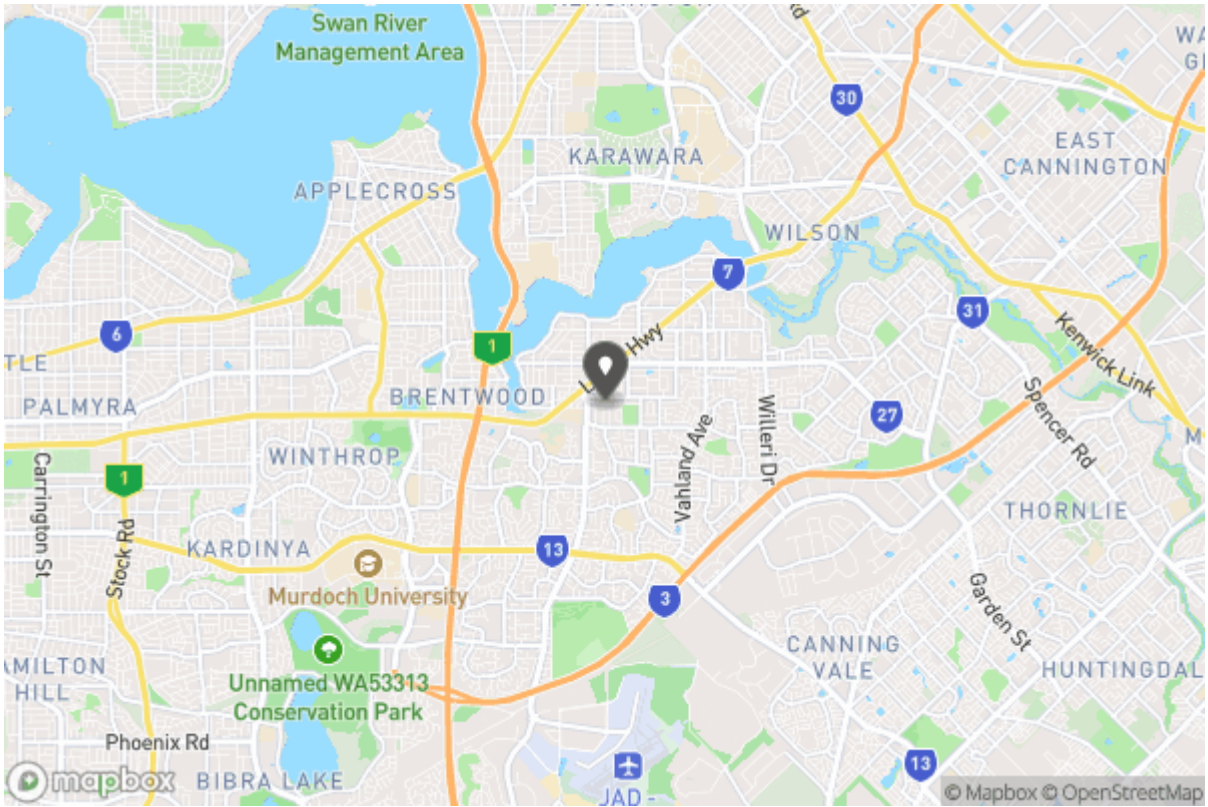 Swan River
Management Area
30
KARAWARA
EAST
CANNINGTON
APPLECROSS
WILSON
7
31
6
1
Hwy
Kenwick Link
BRENTWOOD
PALMYRA
Spencer Rd
27
Willeri Dr
Vahland Ave
WINTHROP
1
Carrington St
Stock Rd
THORNLIE
KARDINYA
13
Murdoch University
3
Garden St
CANNING
VALE
HUNTINGDAL
HILL
Unnamed WA53313
Conservation Park
Phoenix Rd
13
BIBRA LAKE
JAD -
mapbox
© Mapbox © OpenStreetMap